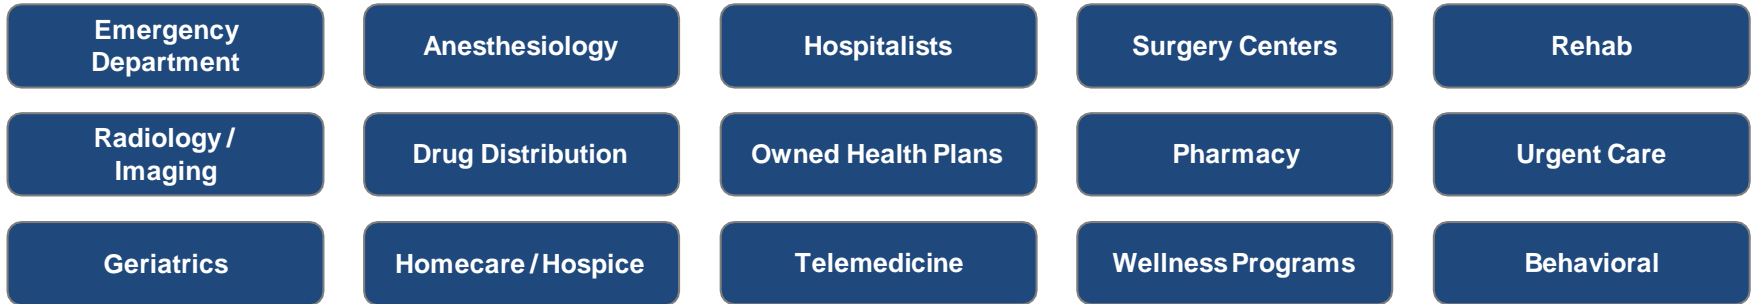 Emergency
Department
Anesthesiology
Hospitalists
Surgery Centers
Rehab
Radiology /
Imaging
Drug Distribution
Owned Health Plans
Pharmacy
Urgent Care
Geriatrics
Homecare / Hospice
Telemedicine
Wellness Programs
Behavioral